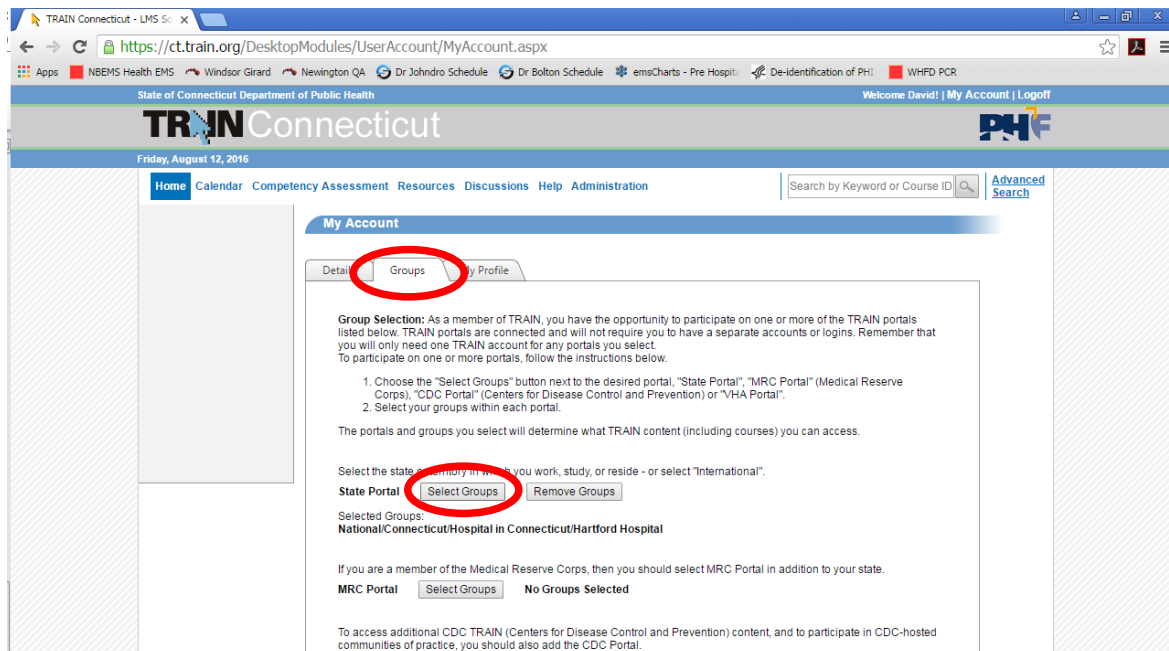 TRAIN Connecticut - LMS So
https://ct.train.org/DesktopModules/UserAccount/MyAccount.aspx
Apps NBEMS Health EMS Windsor Girard Newington QA Dr Johndro Schedule Dr Bolton Schedule emsCharts - Pre Hospita De-identification of PHI WHFD PCR
State of Connecticut Department of Public Health Welcome David! | My Account | Logoff
TRAIN Connecticut PHF
Friday, August 12, 2016
Home Calendar Competency Assessment Resources Discussions Help Administration Search by Keyword or Course ID Advanced
Search
My Account
Detail Groups My Profile
Group Selection: As a member of TRAIN, you have the opportunity to participate on one or more of the TRAIN portals
listed below. TRAIN portals are connected and will not require you to have a separate accounts or logins. Remember that
you will only need one TRAIN account for any portals you select.
To participate on one or more portals, follow the instructions below.
1. Choose the "Select Groups" button next to the desired portal, "State Portal", "MRC Portal" (Medical Reserve
Corps), "CDC Portal" (Centers for Disease Control and Prevention) or "VHA Portal".
2. Select your groups within each portal.
The portals and groups you select will determine what TRAIN content (including courses) you can access.
Select the state or territory in which you work, study, or reside - or select "International".
State Portal Select Groups Remove Groups
Selected Groups:
National/Connecticut/Hospital in Connecticut/Hartford Hospital
If you are a member of the Medical Reserve Corps, then you should select MRC Portal in addition to your state.
MRC Portal Select Groups No Groups Selected
To access additional CDC TRAIN (Centers for Disease Control and Prevention) content, and to participate in CDC-hosted
communities of practice, you should also add the CDC Portal.